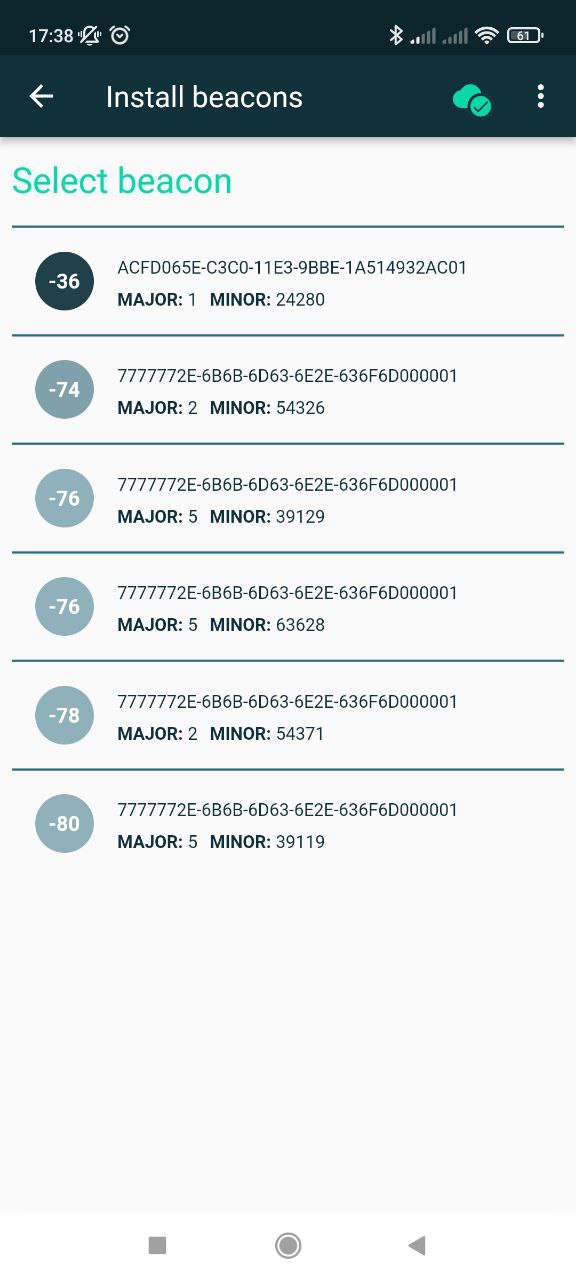 17:38 61
Install beacons
Select beacon
-36
ACFD065E-C3C0-11E3-9BBE-1A514932AC01
MAJOR: 1 MINOR: 24280
-74
7777772E-6B6B-6D63-6E2E-636F6D000001
MAJOR: 2 MINOR: 54326
-76
7777772E-6B6B-6D63-6E2E-636F6D000001
MAJOR: 5 MINOR: 39129
-76
7777772E-6B6B-6D63-6E2E-636F6D000001
MAJOR: 5 MINOR: 63628
-78
7777772E-6B6B-6D63-6E2E-636F6D000001
MAJOR: 2 MINOR: 54371
-80
7777772E-6B6B-6D63-6E2E-636F6D000001
MAJOR: 5 MINOR: 39119